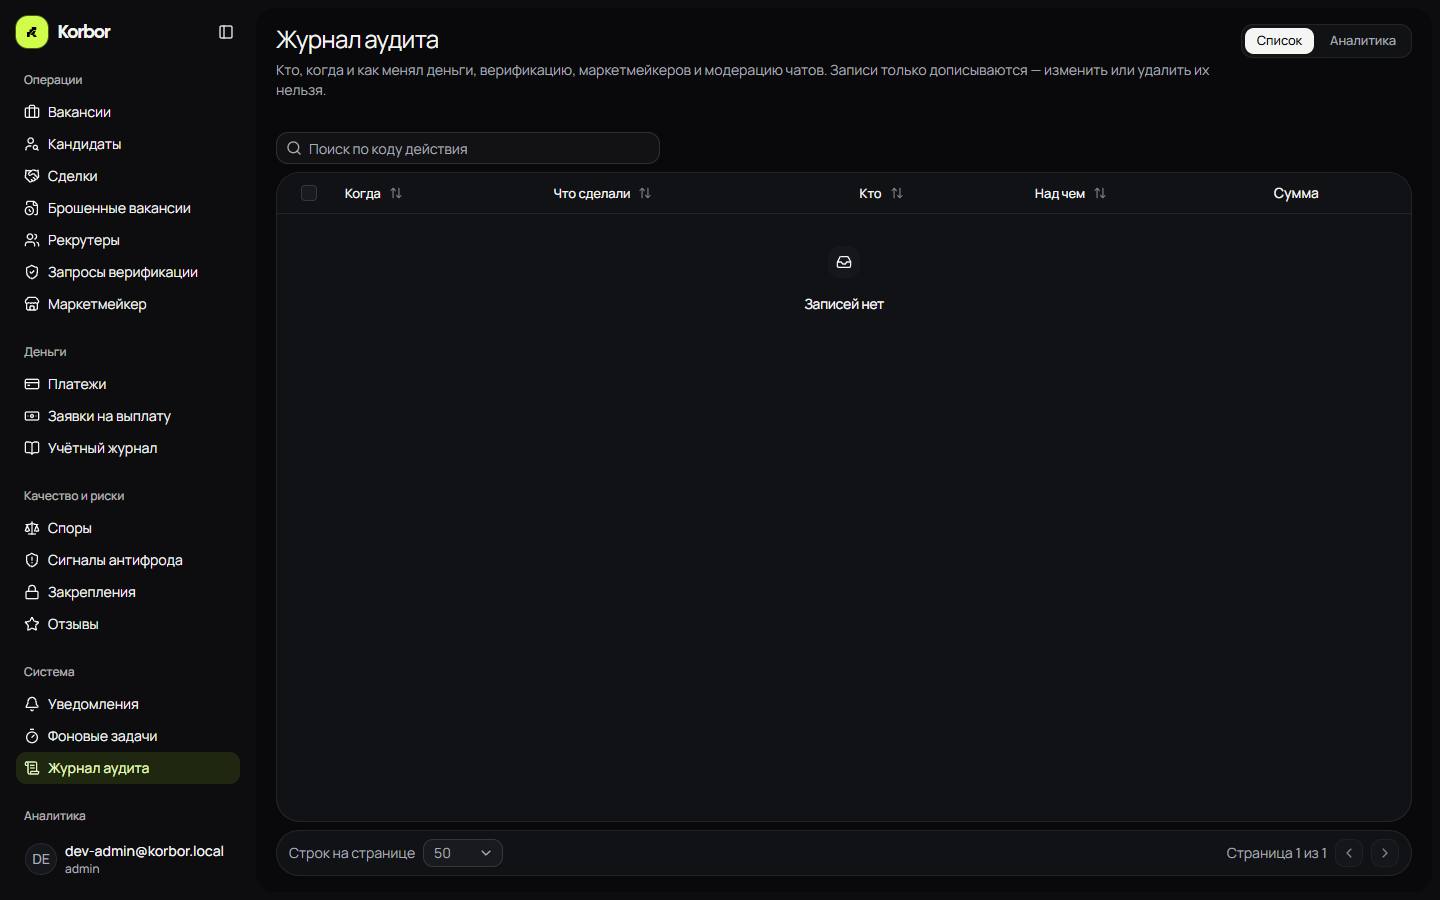 Korbor
Операции
Вакансии
Кандидаты
Сделки
Брошенные вакансии
Рекрутеры
Запросы верификации
Маркетмейкер
Деньги
Платежи
Заявки на выплату
Учётный журнал
Качество и риски
Споры
Сигналы антифрода
Закрепления
Отзывы
Система
Уведомления
Фоновые задачи
Журнал аудита
Аналитика
DE
dev-admin@korbor.local
admin
Журнал аудита
Кто, когда и как менял деньги, верификацию, маркетмейкеров и модерацию чатов. Записи только дописываются — изменить или удалить их
нельзя.
Список Аналитика
Поиск по коду действия
Когда Что сделали Кто Над чем Сумма
Записей нет
Строк на странице 50 Страница 1 из 1